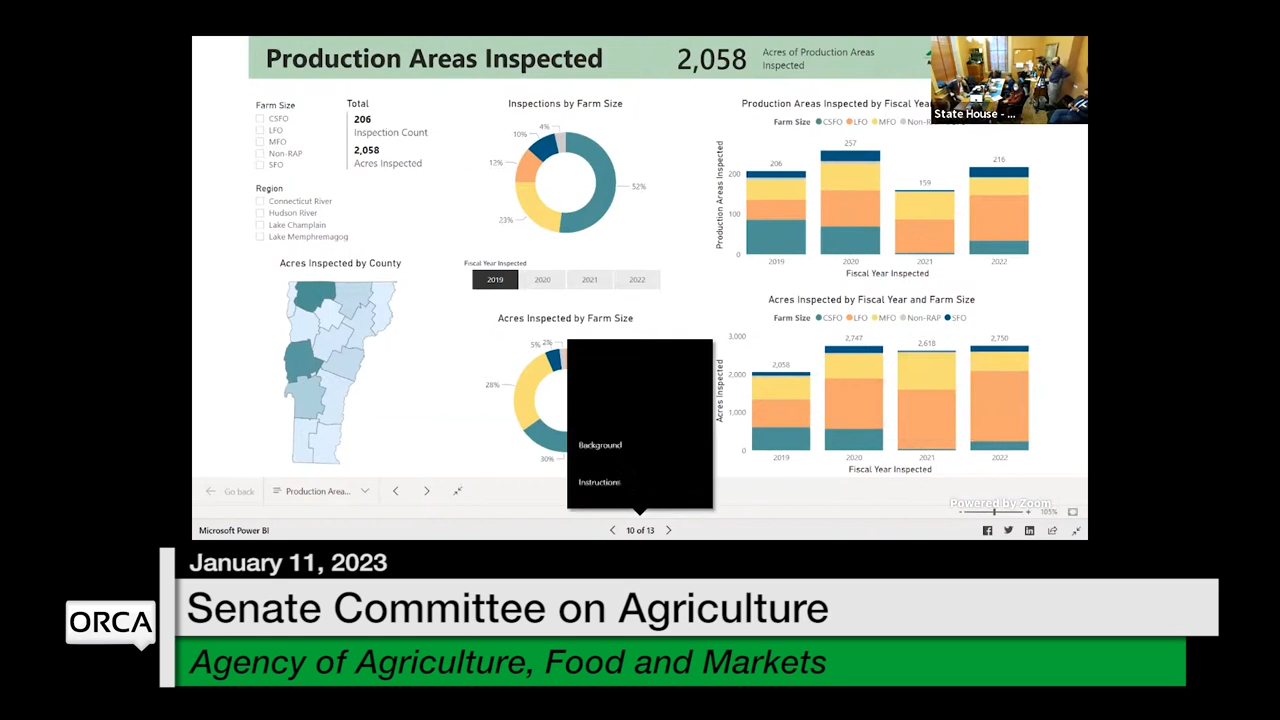 Production Areas Inspected
2,058
Acres of Production Areas
Inspected
State House - ...
Farm Size
CSFO
LFO
MFO
Non-RAP
SFO
Total
206
Inspection Count
2,058
Acres Inspected
Region
Connecticut River
Hudson River
Lake Champlain
Lake Memphremagog
Inspections by Farm Size
4%
10%
12%
23%
52%
Production Areas Inspected by Fiscal Year
Farm Size CSFO LFO MFO
Production Areas Inspected
200
100
0
206
257
159
216
2019
2020
2021
2022
Fiscal Year Inspected
Acres Inspected by County
Fiscal Year Inspected
2019
2020
2021
2022
Acres Inspected by Farm Size
5%
2%
28%
30%
Background
Instructions
Acres Inspected by Fiscal Year and Farm Size
Farm Size CSFO LFO MFO Non-RAP SFO
Acres Inspected
3,000
2,000
1,000
0
2,058
2,747
2,618
2,750
2019
2020
2021
2022
Fiscal Year Inspected
Go back
Production Area...
Powered by Zoom
105%
Microsoft Power BI
10 of 13
January 11, 2023
ORCA
Senate Committee on Agriculture
Agency of Agriculture, Food and Markets